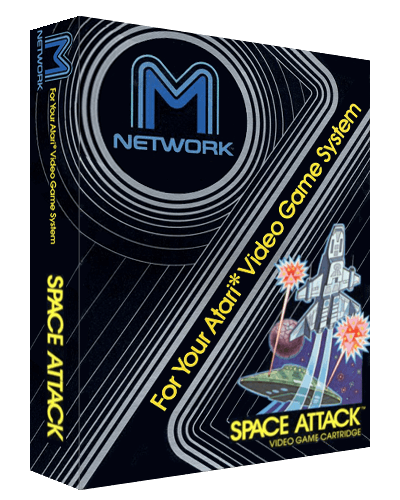 M
NETWORK
For Your Atari* Video Game System
SPACE ATTACK
M
NETWORK
For Your Atari* Video Game System
SPACE ATTACK™
VIDEO GAME CARTRIDGE